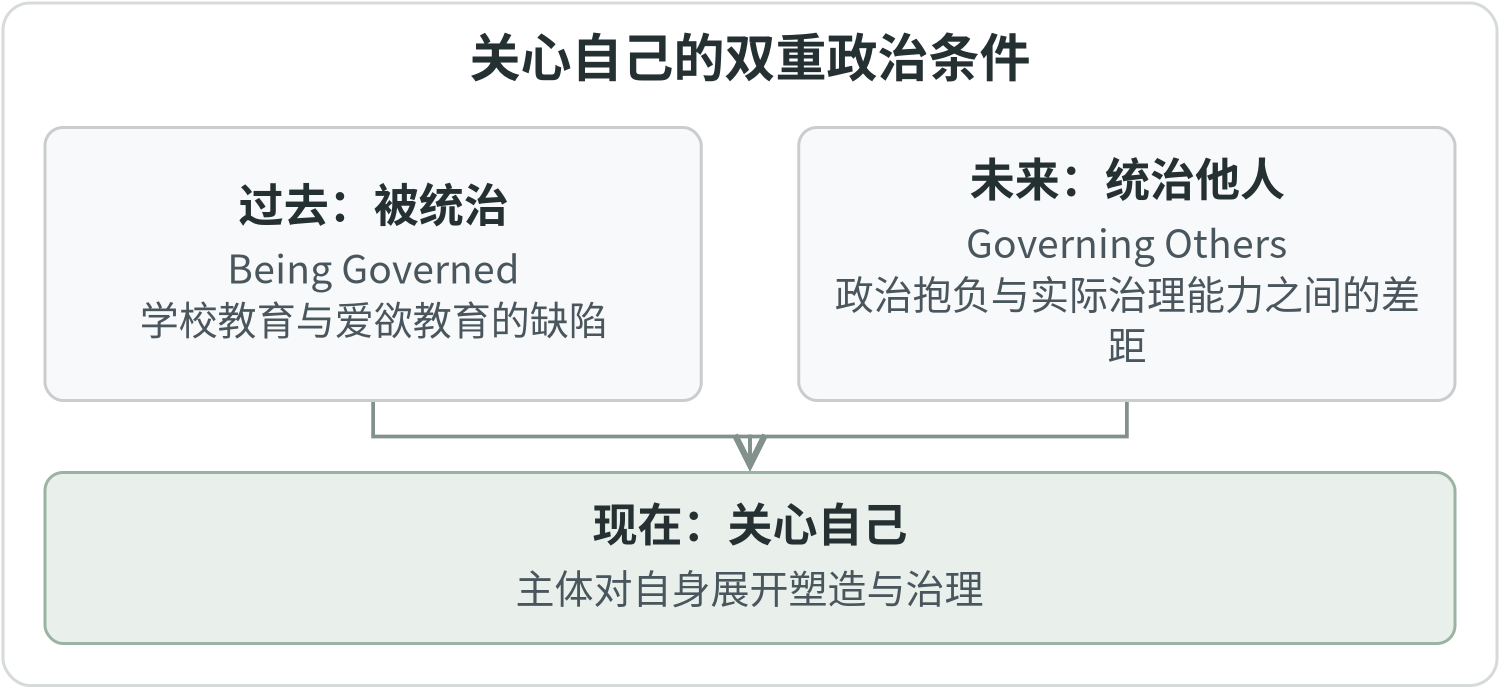 关心自己的双重政治条件
过去：被统治
Being Governed
学校教育与爱欲教育的缺陷
未来：统治他人
Governing Others
政治抱负与实际治理能力之间的差
距
现在：关心自己
主体对自身展开塑造与治理